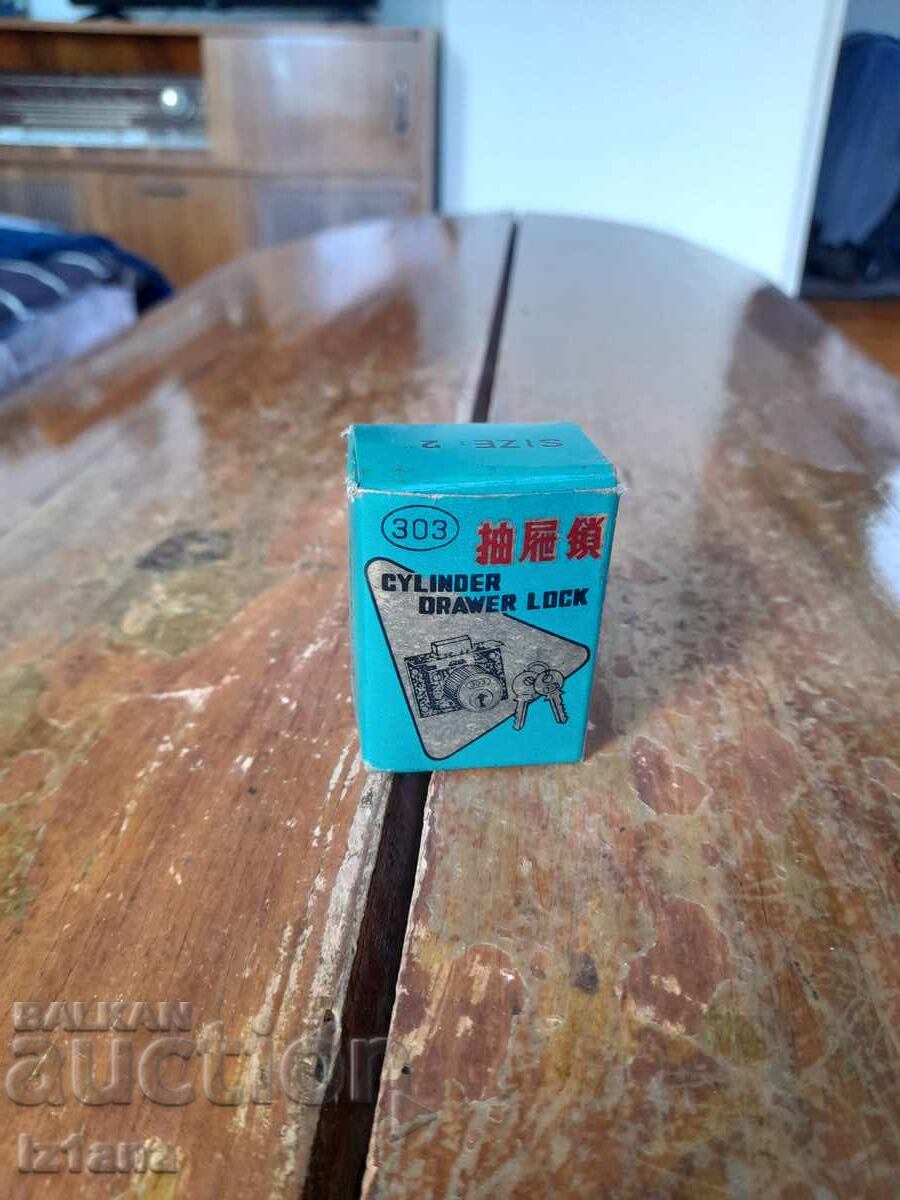 SIZE: 2"
303
抽屜鎖
CYLINDER
DRAWER LOCK
BALKAN
auction
iz1ana